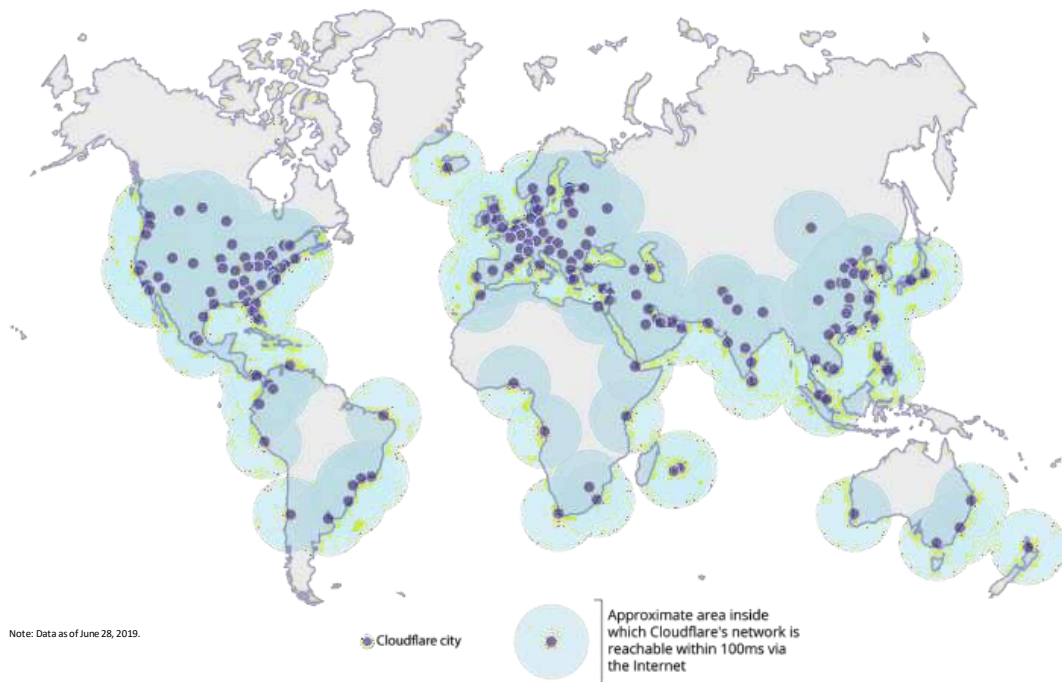 Note: Data as of June 28, 2019.
Cloudflare city
Approximate area inside
which Cloudflare's network is
reachable within 100ms via
the Internet